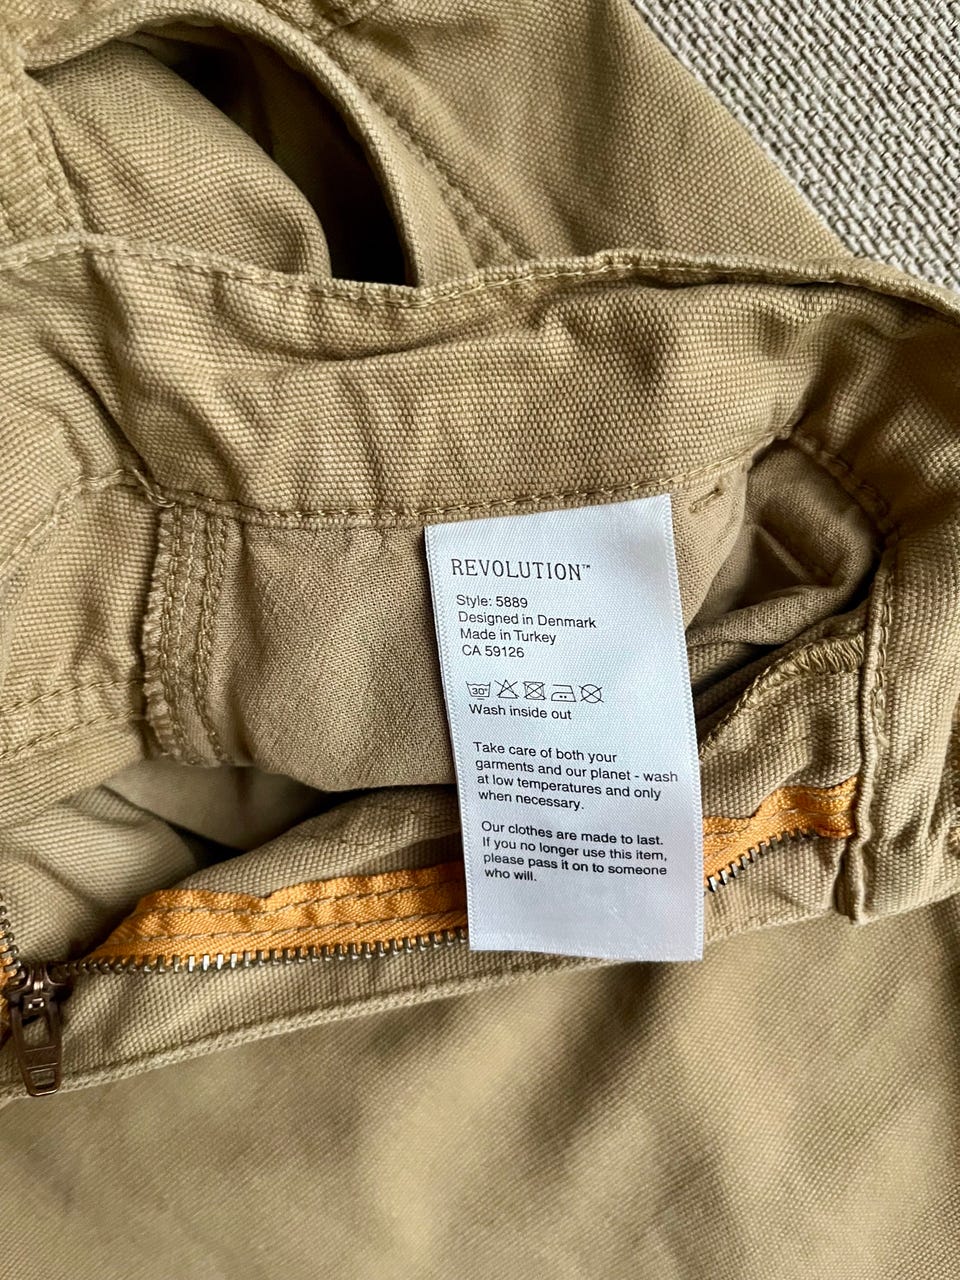 REVOLUTION™
Style: 5889
Designed in Denmark
Made in Turkey
CA 59126
30°
Wash inside out
Take care of both your
garments and our planet - wash
at low temperatures and only
when necessary.
Our clothes are made to last.
If you no longer use this item,
please pass it on to someone
who will.